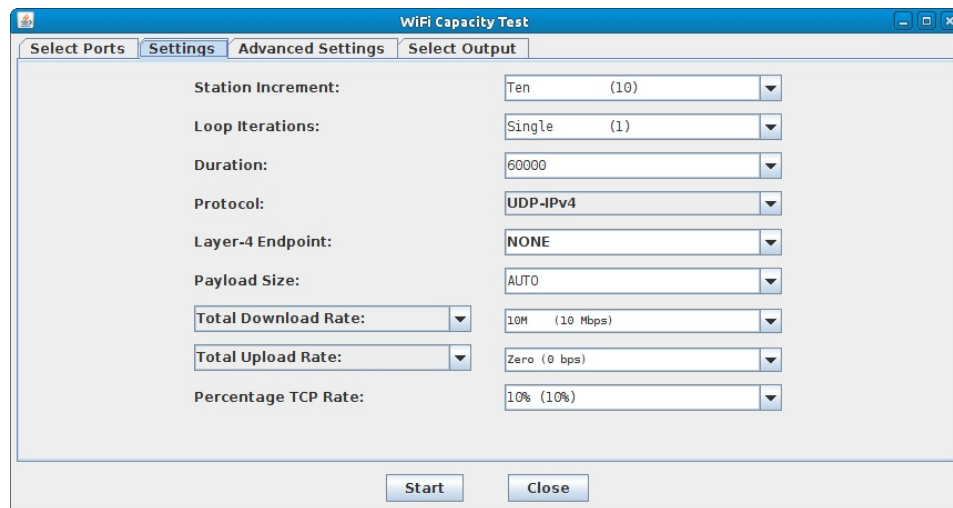 WiFi Capacity Test
Select Ports Settings Advanced Settings Select Output
Station Increment: Ten (10)
Loop Iterations: Single (1)
Duration: 60000
Protocol: UDP-IPv4
Layer-4 Endpoint: NONE
Payload Size: AUTO
Total Download Rate: 10M (10 Mbps)
Total Upload Rate: Zero (0 bps)
Percentage TCP Rate: 10% (10%)
Start Close